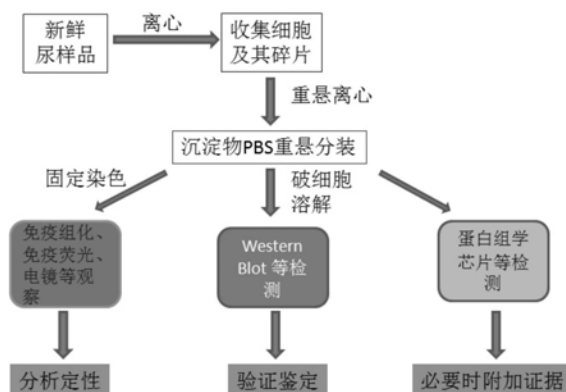 新鲜
尿样品
离心
收集细胞
及其碎片
重悬离心
沉淀物PBS重悬分装
固定染色
破细胞
溶解
免疫组化、
免疫荧光、
电镜等观
察
Western
Blot 等检
测
蛋白组学
芯片等检
测
分析定性
验证鉴定
必要时附加证据